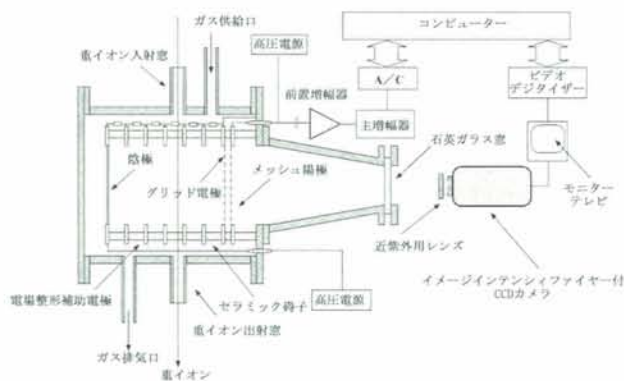 ガス供給口
コンピューター
高圧電源
重イオン入射窓
A/C
ビデオ
デジタイザー
前置増幅器
主増幅器
石英ガラス窓
陰極
グリッド電極
メッシュ陽極
モニター
テレビ
近紫外用レンズ
イメージインテンシィファイヤー付
CCDカメラ
電場整形補助電極
セラミック碍子
高圧電源
重イオン出射窓
ガス排気口
重イオン